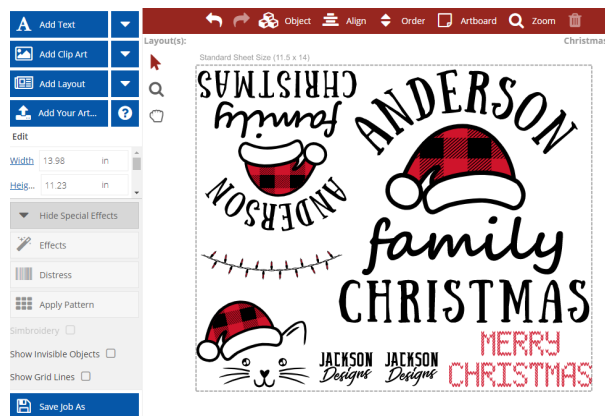 Add Text
Object
Align
Order
Artboard
Zoom
Layout(s):
Christmas
Add Clip Art
Add Layout
Add Your Art...
?
Edit
Width 13.98 in
Heig... 11.23 in
Hide Special Effects
Effects
Distress
Apply Pattern
Simbroidery
Show Invisible Objects
Show Grid Lines
Save Job As
Standard Sheet Size (11.5 x 14)
CHRISTMAS
family
ANDERSON
ANDERSON
family
CHRISTMAS
JACKSON
Designs
JACKSON
Designs
MERRY
CHRISTMAS